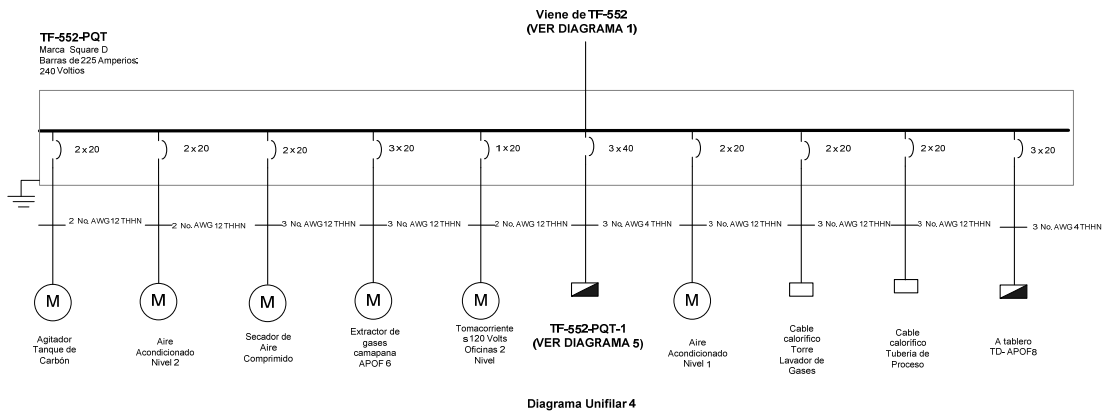 Viene de TF-552
(VER DIAGRAMA 1)
TF-552-PQT
Marca Square D
Barras de 225 Amperios:
240 Voltios
2 x 20
2 x 20
2 x 20
3 x 20
1 x 20
3 x 40
2 x 20
2 x 20
2 x 20
3 x 20
2 No. AWG 12 THHN
2 No. AWG 12 THHN
3 No. AWG 12 THHN
3 No. AWG 12 THHN
2 No. AWG 12 THHN
3 No. AWG 4 THHN
3 No. AWG 12 THHN
3 No. AWG 12 THHN
3 No. AWG 12 THHN
3 No. AWG 4 THHN
M
M
M
M
M
M
Agitador
Tanque de
Carbón
Aire
Acondicionado
Nivel 2
Secador de
Aire
Comprimido
Extractor de
gases
camapana
APOF 6
Tomacorriente
s 120 Volts
Oficinas 2
Nivel
TF-552-PQT-1
(VER DIAGRAMA 5)
Aire
Acondicionado
Nivel 1
Cable
calorifico
Torre
Lavador de
Gases
Cable
calorífico
Tubería de
Proceso
A tablero
TD- APOF8
Diagrama Unifilar 4